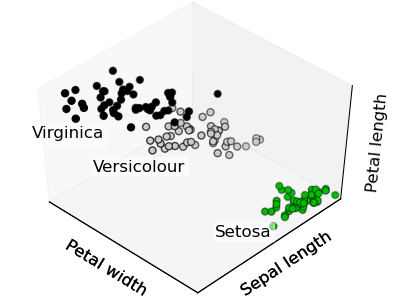 Virginica
Versicolour
Setosa
Petal width
Sepal length
Petal length